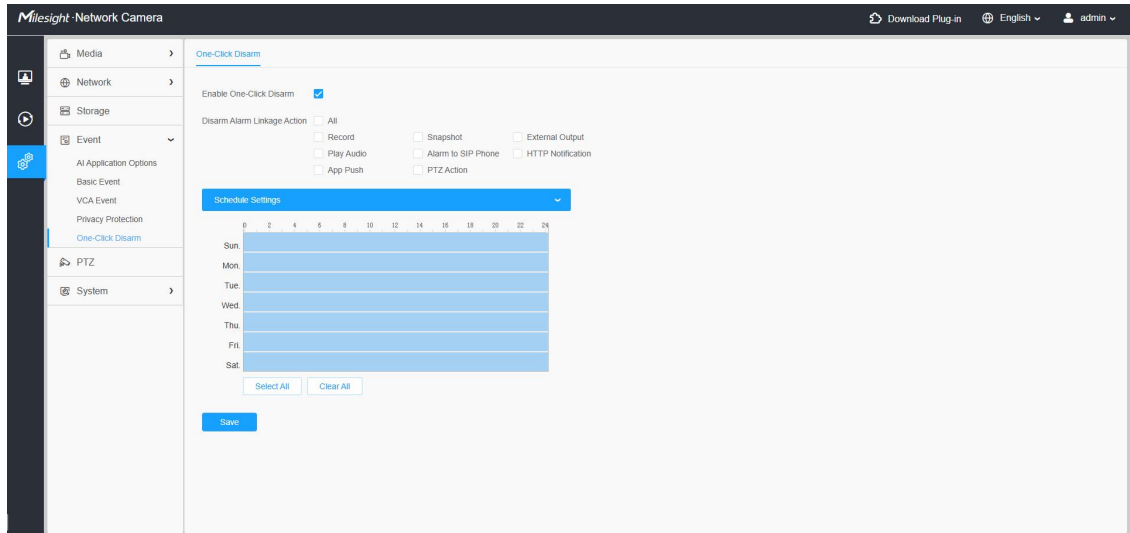 Milesight · Network Camera
Download Plug-in English admin
Media
Network
Storage
Event
AI Application Options
Basic Event
VCA Event
Privacy Protection
One-Click Disarm
PTZ
System
One-Click Disarm
Enable One-Click Disarm
Disarm Alarm Linkage Action All
Record Snapshot External Output
Play Audio Alarm to SIP Phone HTTP Notification
App Push PTZ Action
Schedule Settings
0 2 4 6 8 10 12 14 16 18 20 22 24
Sun.
Mon.
Tue.
Wed.
Thu.
Fri.
Sat.
Select All Clear All
Save